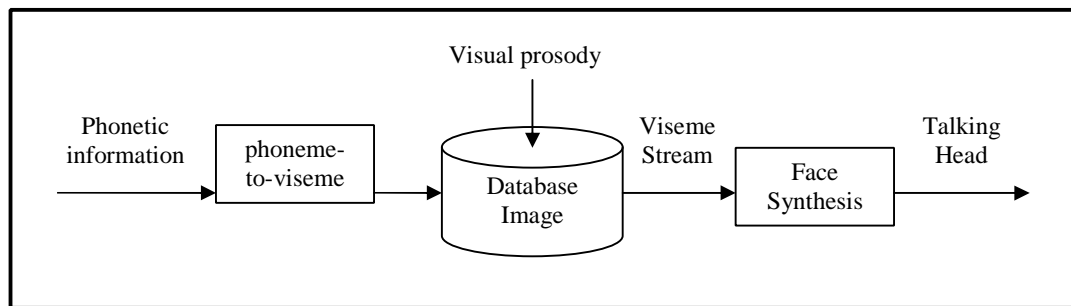 Visual prosody
Phonetic
information
phoneme-
to-viseme
Database
Image
Viseme
Stream
Face
Synthesis
Talking
Head